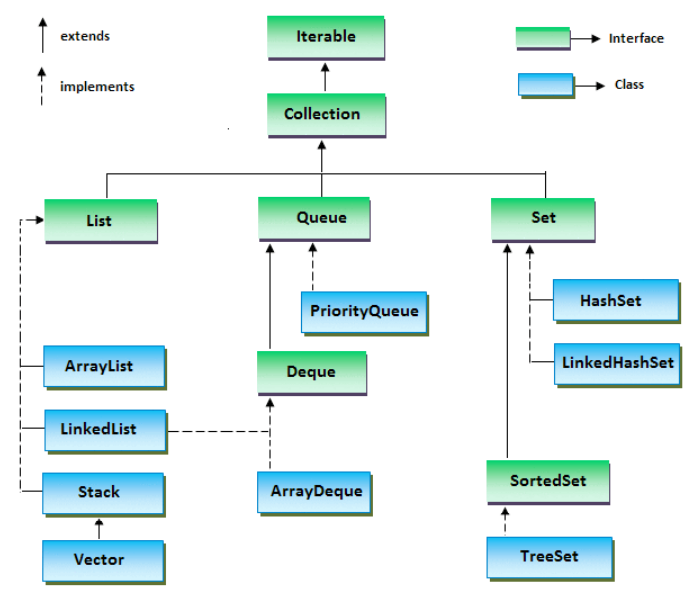 extends
implements
Iterable
Interface
Class
Collection
List
Queue
Set
PriorityQueue
HashSet
ArrayList
Deque
LinkedHashSet
LinkedList
Stack
ArrayDeque
SortedSet
Vector
TreeSet